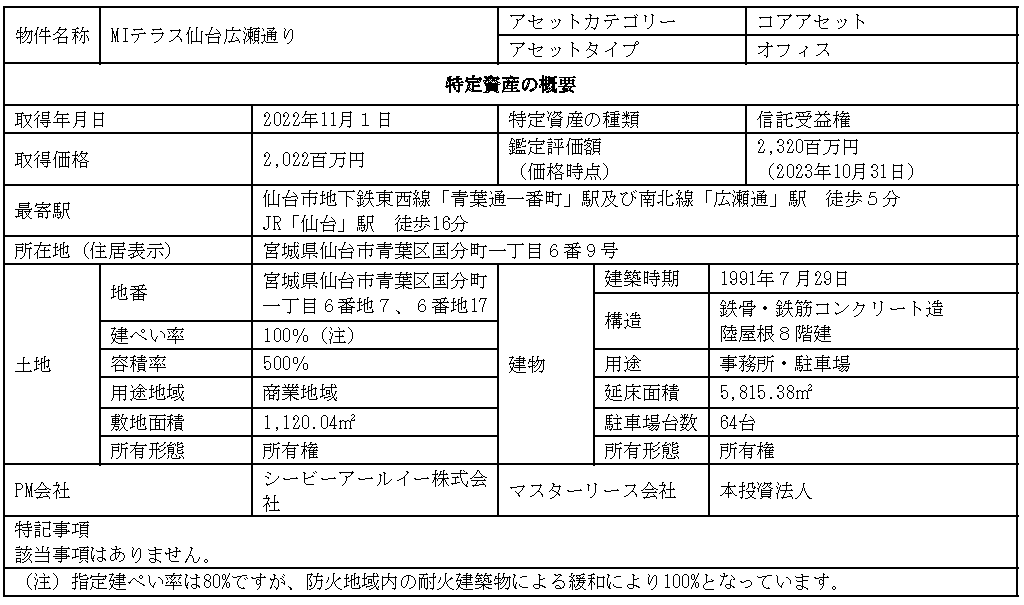 物件名称 MIテラス仙台広瀬通り アセットカテゴリー コアアセット
アセットタイプ オフィス
特定資産の概要
取得年月日 2022年11月１日 特定資産の種類 信託受益権
取得価格 2,022百万円 鑑定評価額 2,320百万円
（価格時点） （2023年10月31日）
最寄駅 仙台市地下鉄東西線「青葉通一番町」駅及び南北線「広瀬通」駅　徒歩５分
JR「仙台」駅　徒歩16分
所在地（住居表示） 宮城県仙台市青葉区国分町一丁目６番９号
土地 地番 宮城県仙台市青葉区国分町
一丁目６番地７、６番地17
建ぺい率 100%（注）
容積率 500%
用途地域 商業地域
敷地面積 1,120.04㎡
所有形態 所有権
建物 建築時期 1991年７月29日
構造 鉄骨・鉄筋コンクリート造
陸屋根８階建
用途 事務所・駐車場
延床面積 5,815.38㎡
駐車場台数 64台
所有形態 所有権
PM会社 シービーアールイー株式会
社
マスターリース会社 本投資法人
特記事項
該当事項はありません。
（注）指定建ぺい率は80%ですが、防火地域内の耐火建築物による緩和により100%となっています。